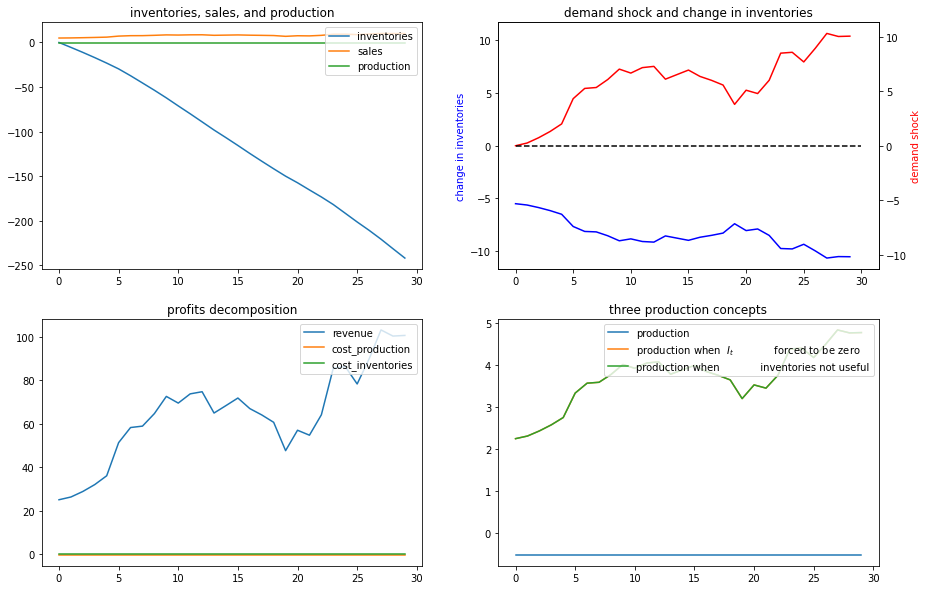 inventories, sales, and production
inventories
sales
production
0
−50
−100
−150
−200
−250
0 5 10 15 20 25 30
demand shock and change in inventories
change in inventories
10
5
0
−5
−10
10
5
0
−5
−10
demand shock
0 5 10 15 20 25 30
profits decomposition
revenue
cost_production
cost_inventories
100
80
60
40
20
0
0 5 10 15 20 25 30
three production concepts
production
production when I_t forced to be zero
production when inventories not useful
5
4
3
2
1
0
0 5 10 15 20 25 30